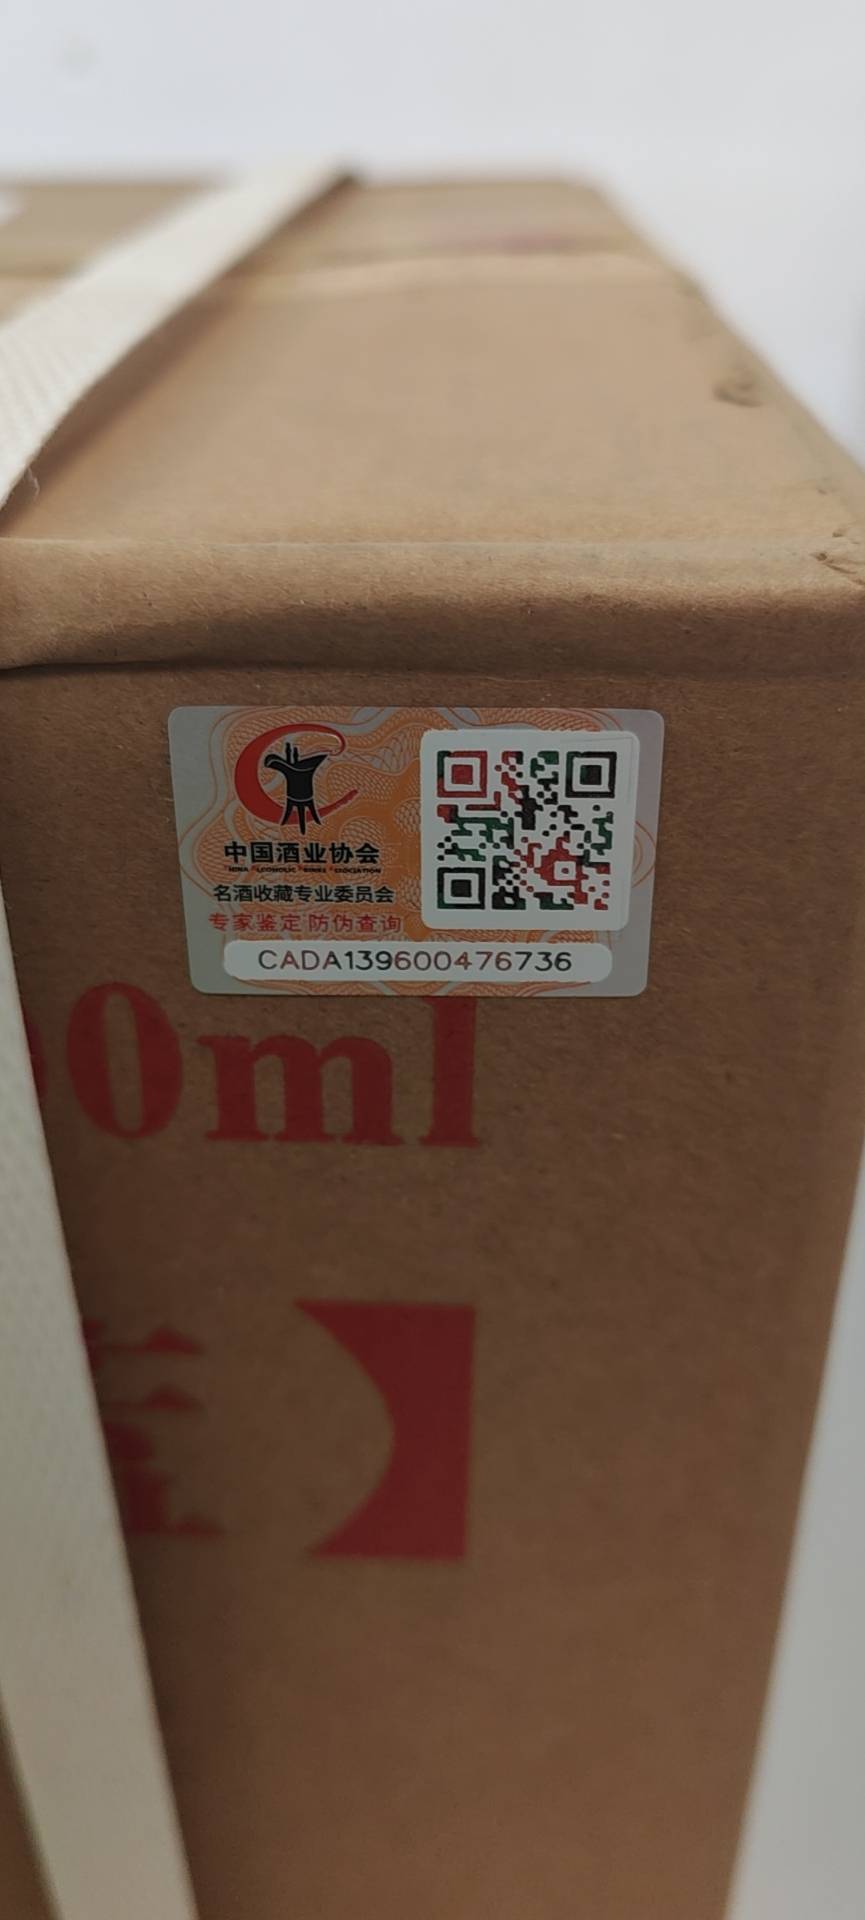 中国酒业协会
名酒收藏专业委员会
专家鉴定 防伪查询
CADA139600476736
0ml